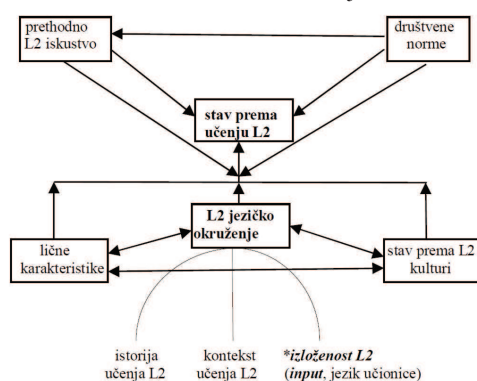 prethodno
L2 iskustvo
društvene
norme
stav prema
učenju L2
L2 jezičko
okruženje
lične
karakteristike
stav prema L2
kulturi
istorija
učenja L2
kontekst
učenja L2
*izloženost L2
(input, jezik učionice)